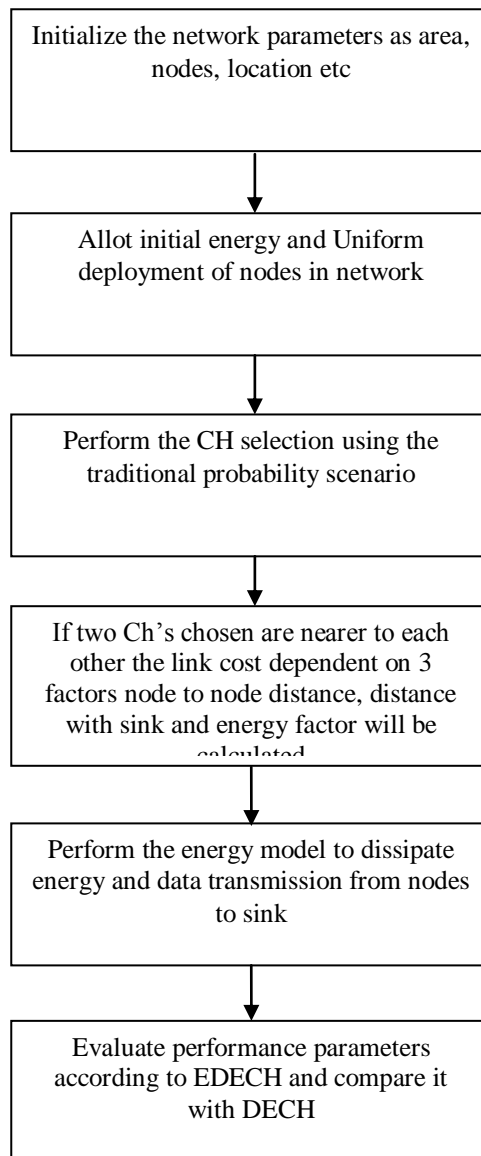 Initialize the network parameters as area,
nodes, location etc
Allot initial energy and Uniform
deployment of nodes in network
Perform the CH selection using the
traditional probability scenario
If two Ch's chosen are nearer to each
other the link cost dependent on 3
factors node to node distance, distance
with sink and energy factor will be
calculated
Perform the energy model to dissipate
energy and data transmission from nodes
to sink
Evaluate performance parameters
according to EDECH and compare it
with DECH